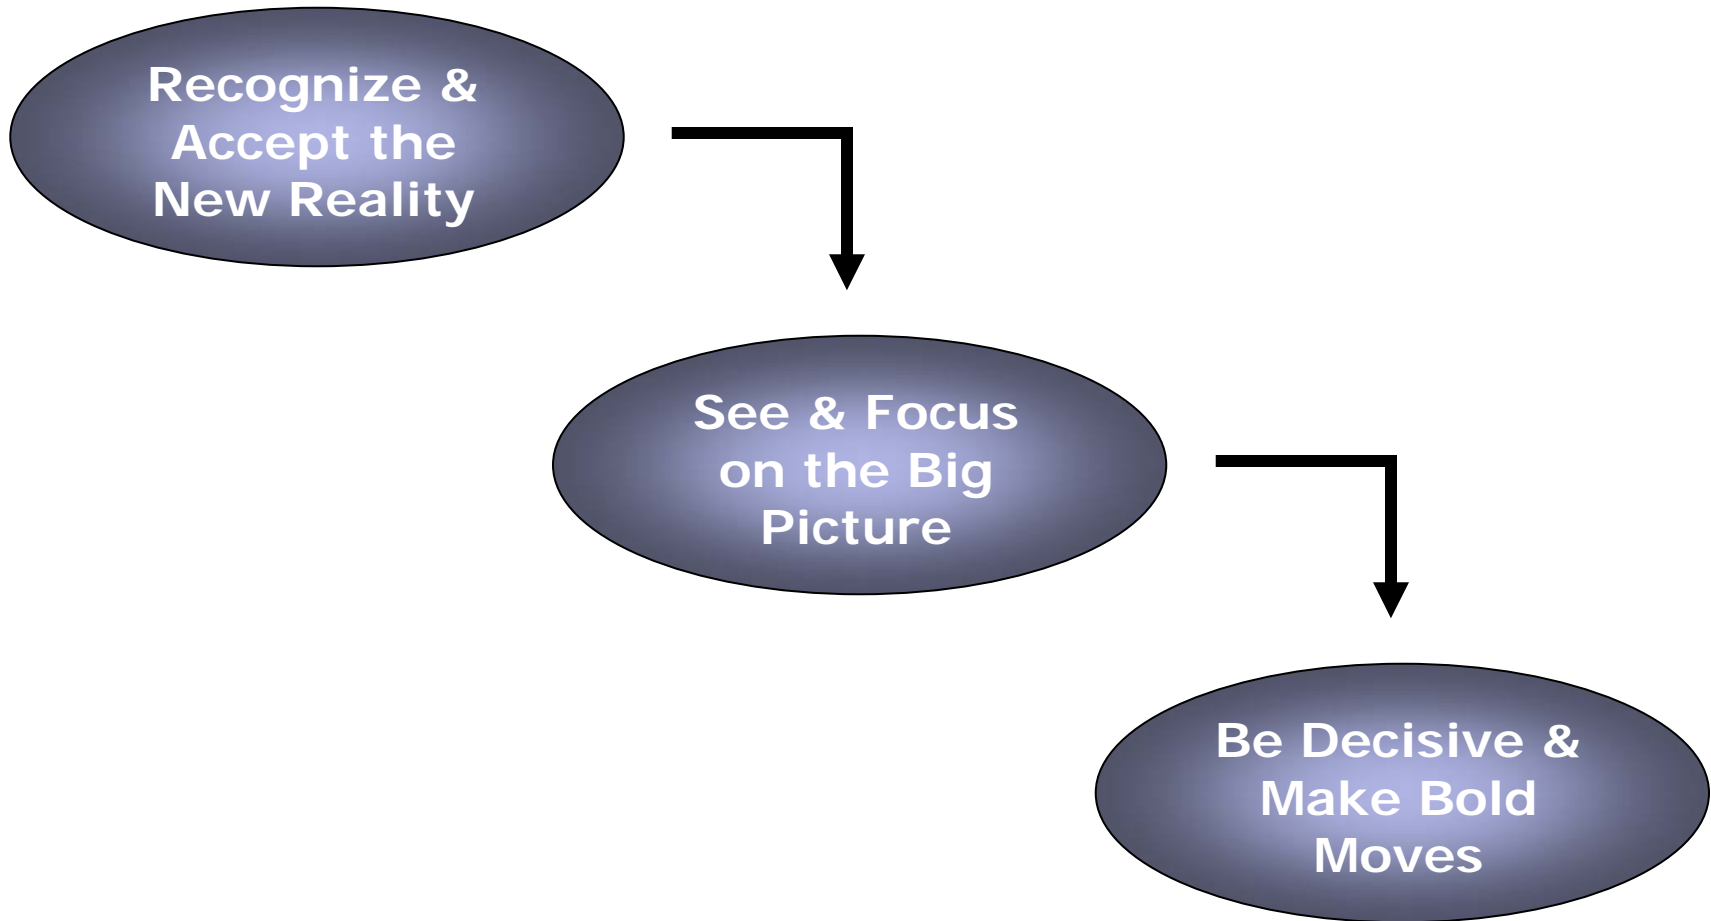 Recognize &
Accept the
New Reality
See & Focus
on the Big
Picture
Be Decisive &
Make Bold
Moves